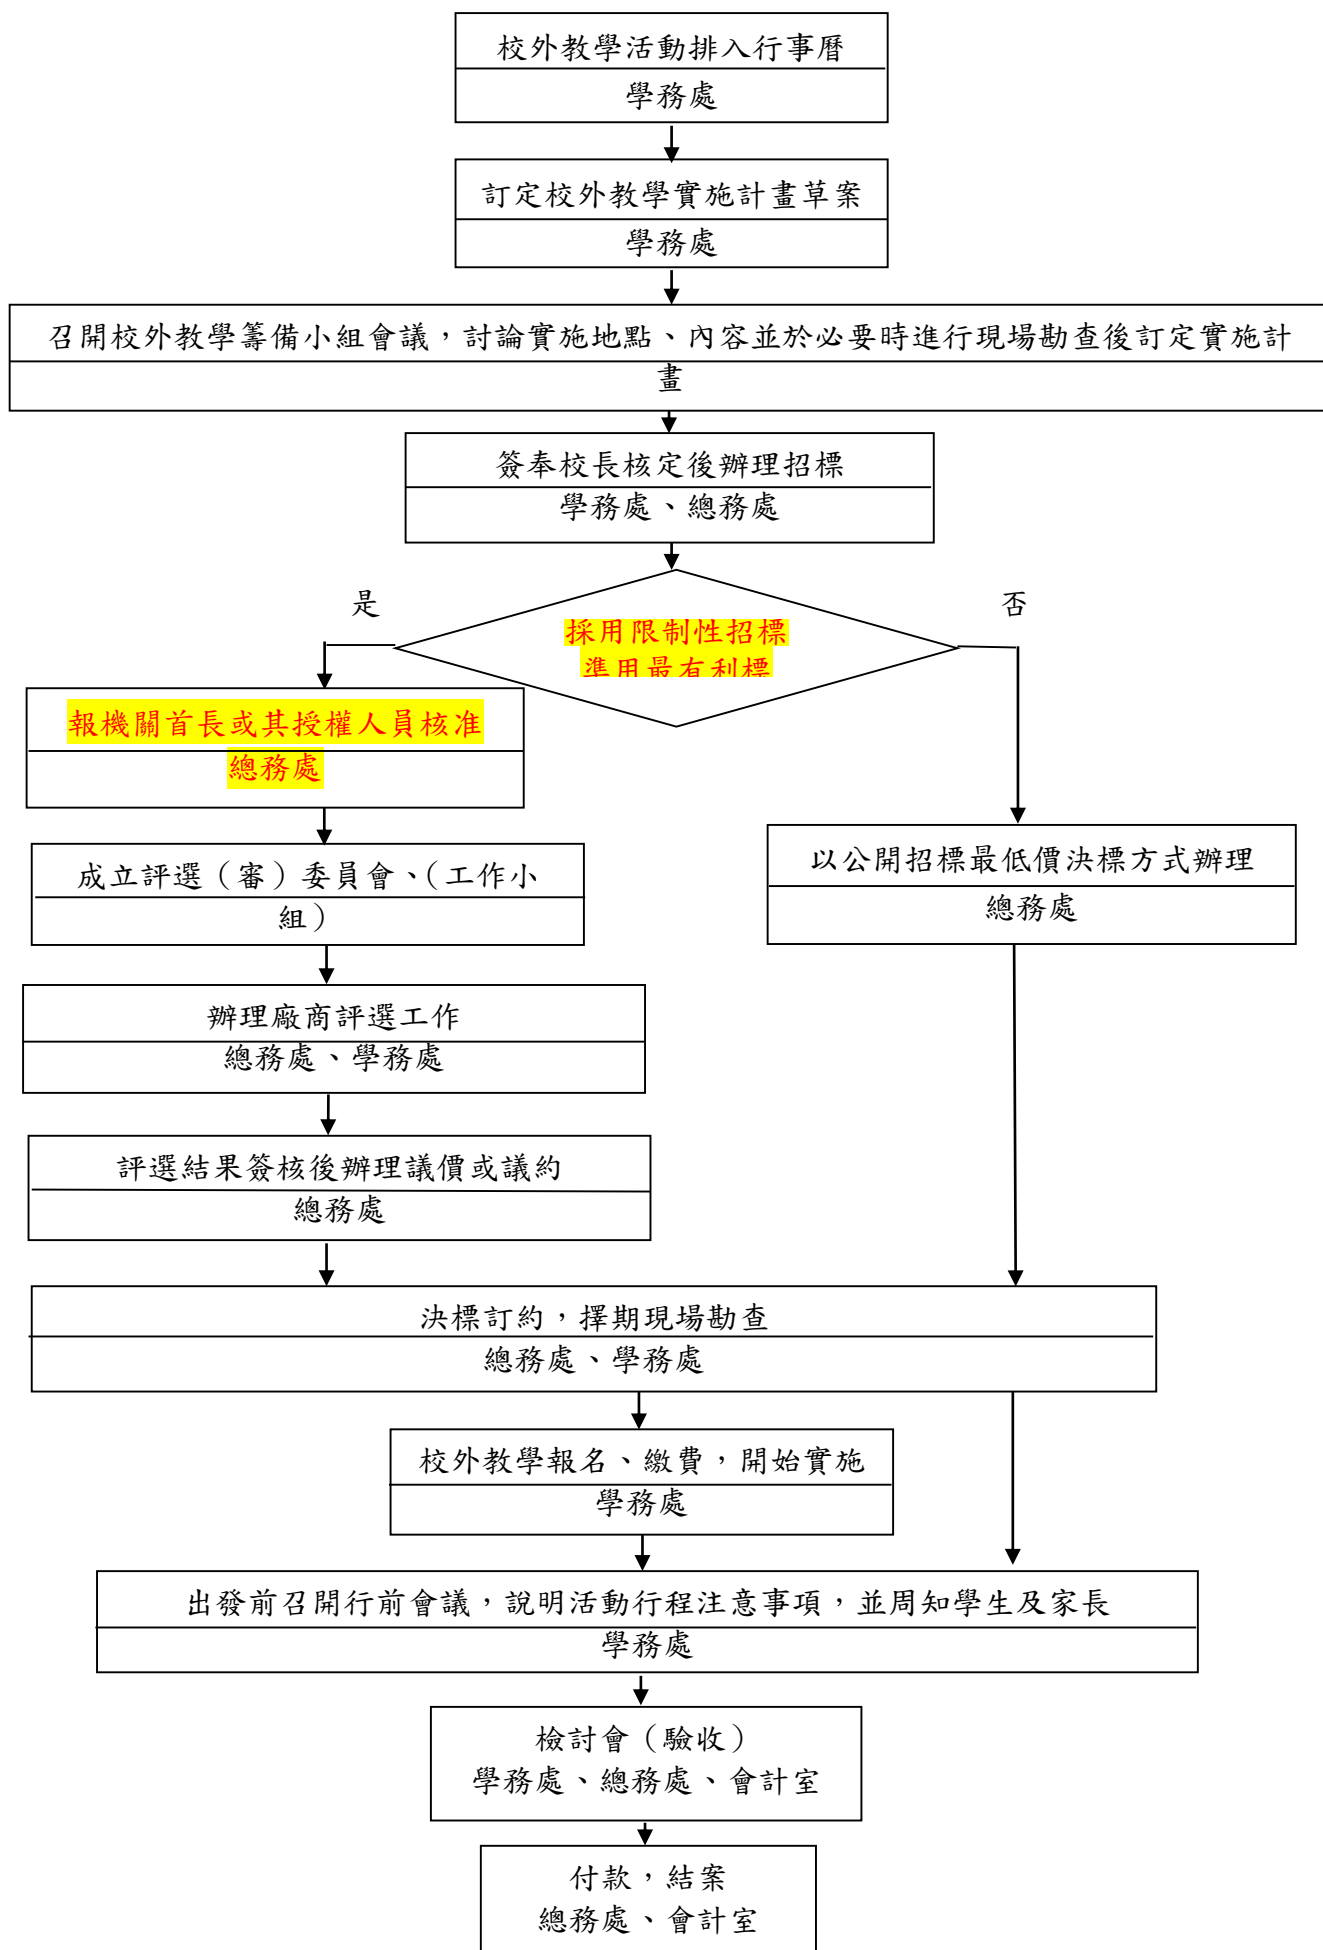 校外教學活動排入行事曆
學務處
訂定校外教學實施計畫草案
學務處
召開校外教學籌備小組會議，討論實施地點、內容並於必要時進行現場勘查後訂定實施計
畫
簽奉校長核定後辦理招標
學務處、總務處
是
否
採用限制性招標
準用最有利標
報機關首長或其授權人員核准
總務處
成立評選（審）委員會、（工作小
組）
以公開招標最低價決標方式辦理
總務處
辦理廠商評選工作
總務處、學務處
評選結果簽核後辦理議價或議約
總務處
決標訂約，擇期現場勘查
總務處、學務處
校外教學報名、繳費，開始實施
學務處
出發前召開行前會議，說明活動行程注意事項，並周知學生及家長
學務處
檢討會（驗收）
學務處、總務處、會計室
付款，結案
總務處、會計室